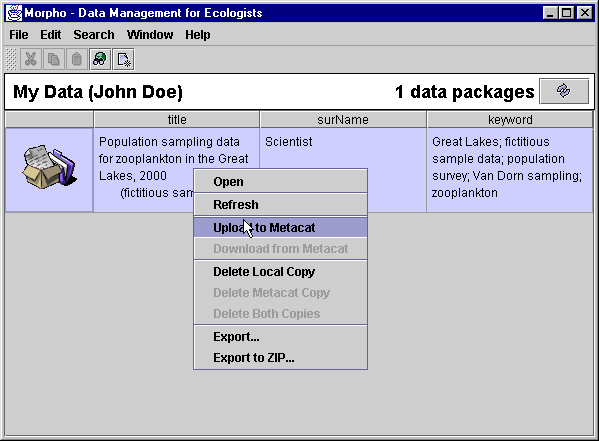 Morpho - Data Management for Ecologists
File Edit Search Window Help
My Data (John Doe) 1 data packages
title surName keyword
Population sampling data
for zooplankton in the Great
Lakes, 2000
(fictitious sam
Scientist
Great Lakes; fictitious
sample data; population
survey; Van Dorn sampling;
zooplankton
Open
Refresh
Upload to Metacat
Download from Metacat
Delete Local Copy
Delete Metacat Copy
Delete Both Copies
Export...
Export to ZIP...